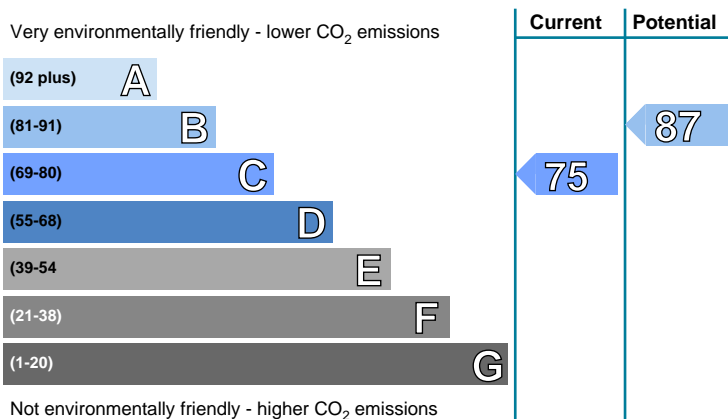 Current Potential
Very environmentally friendly - lower CO2 emissions
(92 plus) A
(81-91) B 87
(69-80) C 75
(55-68) D
(39-54 E
(21-38) F
(1-20) G
Not environmentally friendly - higher CO2 emissions